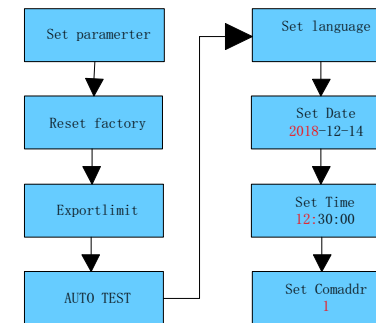 Set paramerter
Reset factory
Exportlimit
AUTO TEST
Set language
Set Date
2018-12-14
Set Time
12:30:00
Set Comaddr
1